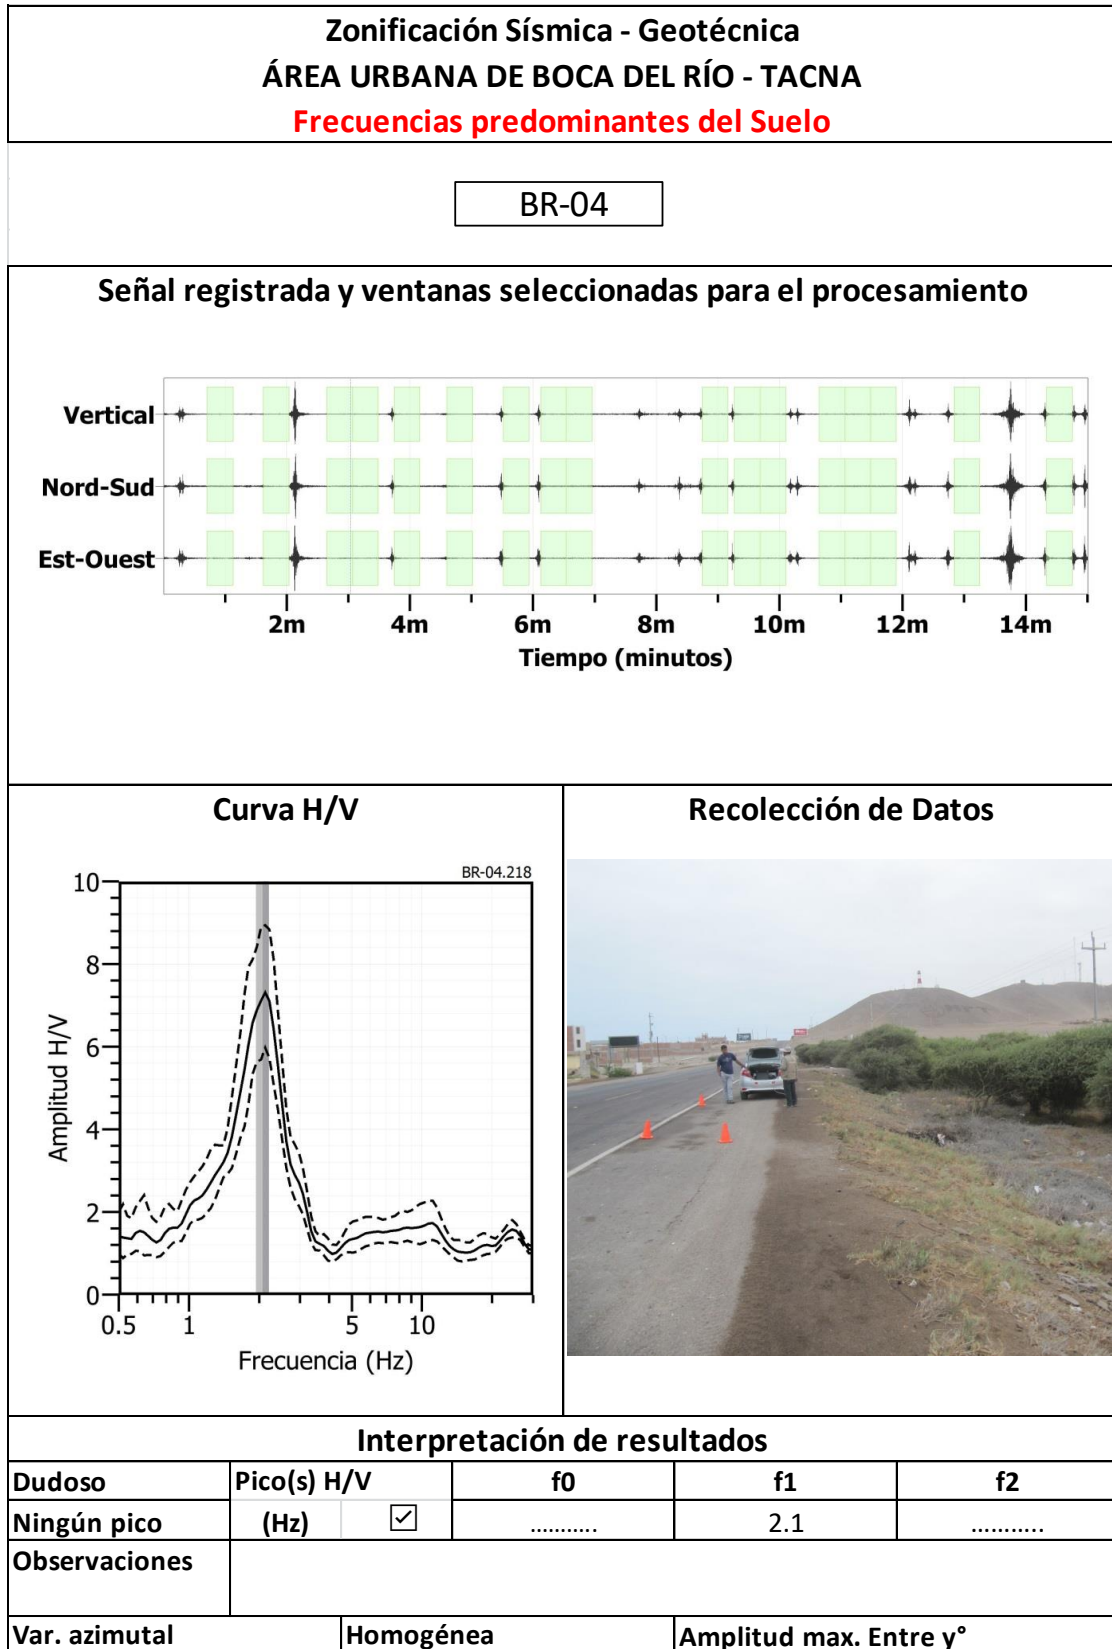 Zonificación Sísmica - Geotécnica
ÁREA URBANA DE BOCA DEL RÍO - TACNA
Frecuencias predominantes del Suelo
BR-04
Señal registrada y ventanas seleccionadas para el procesamiento
Vertical
Nord-Sud
Est-Ouest
2m 4m 6m 8m 10m 12m 14m
Tiempo (minutos)
Curva H/V
BR-04.218
10
8
6
4
2
0
Amplitud H/V
0.5 1 5 10
Frecuencia (Hz)
Recolección de Datos
Interpretación de resultados
Dudoso Pico(s) H/V f0 f1 f2
Ningún pico (Hz) ☑ ........... 2.1 ...........
Observaciones
Var. azimutal Homogénea Amplitud max. Entre y°